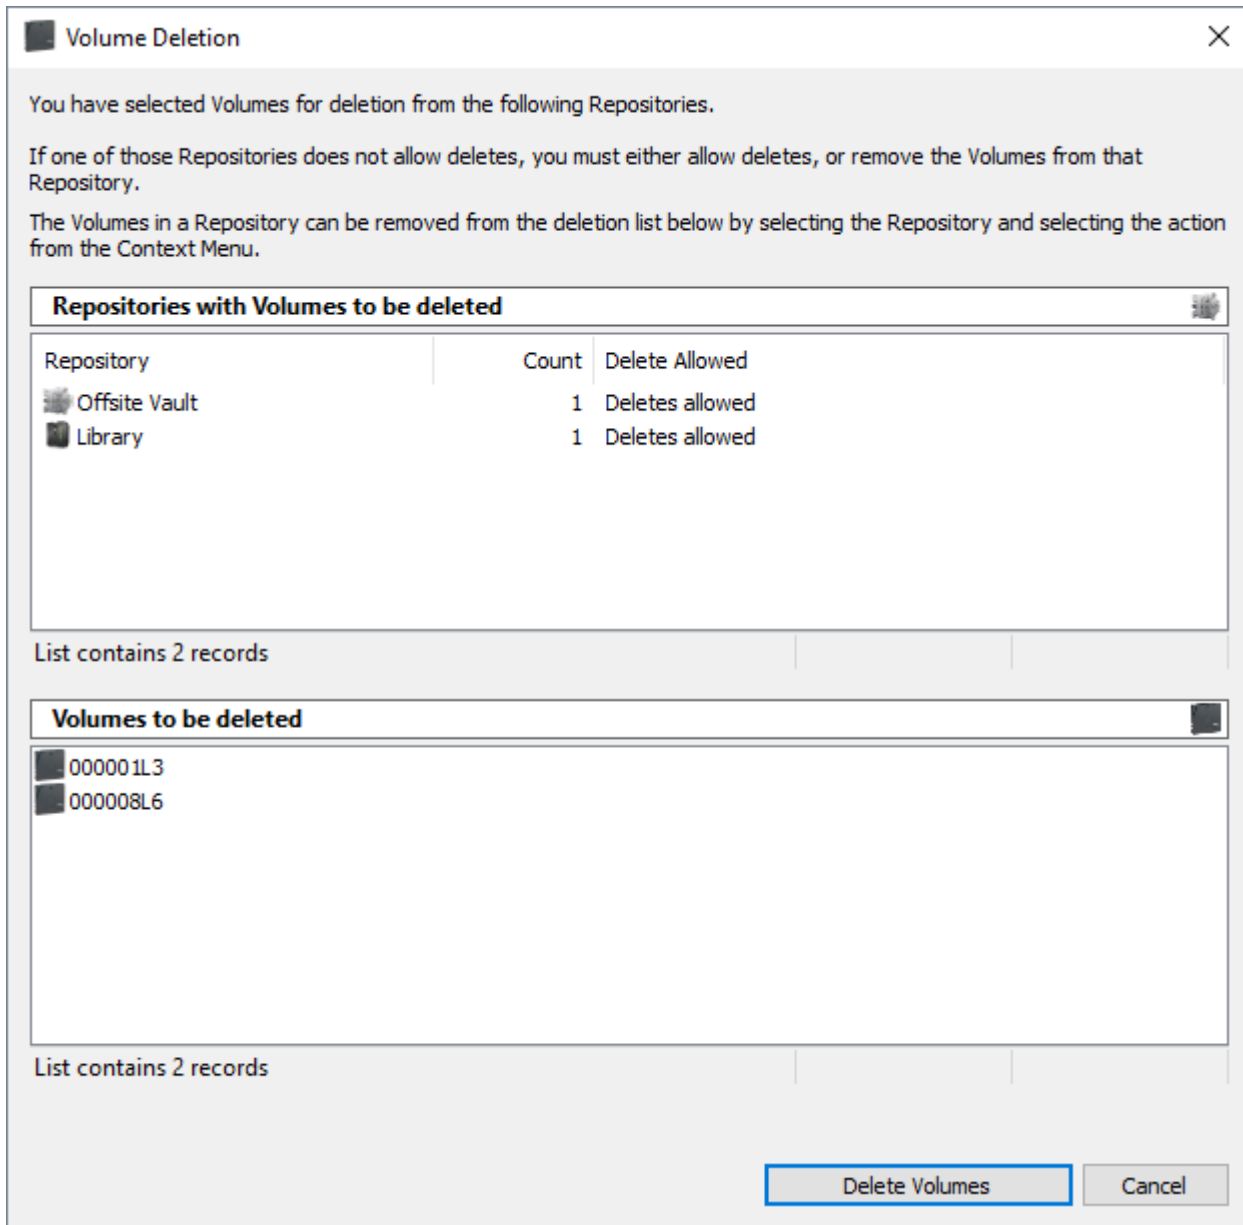 Volume Deletion
You have selected Volumes for deletion from the following Repositories.
If one of those Repositories does not allow deletes, you must either allow deletes, or remove the Volumes from that
Repository.
The Volumes in a Repository can be removed from the deletion list below by selecting the Repository and selecting the action
from the Context Menu.
Repositories with Volumes to be deleted
Repository Count Delete Allowed
Offsite Vault 1 Deletes allowed
Library 1 Deletes allowed
List contains 2 records
Volumes to be deleted
000001L3
000008L6
List contains 2 records
Delete Volumes Cancel